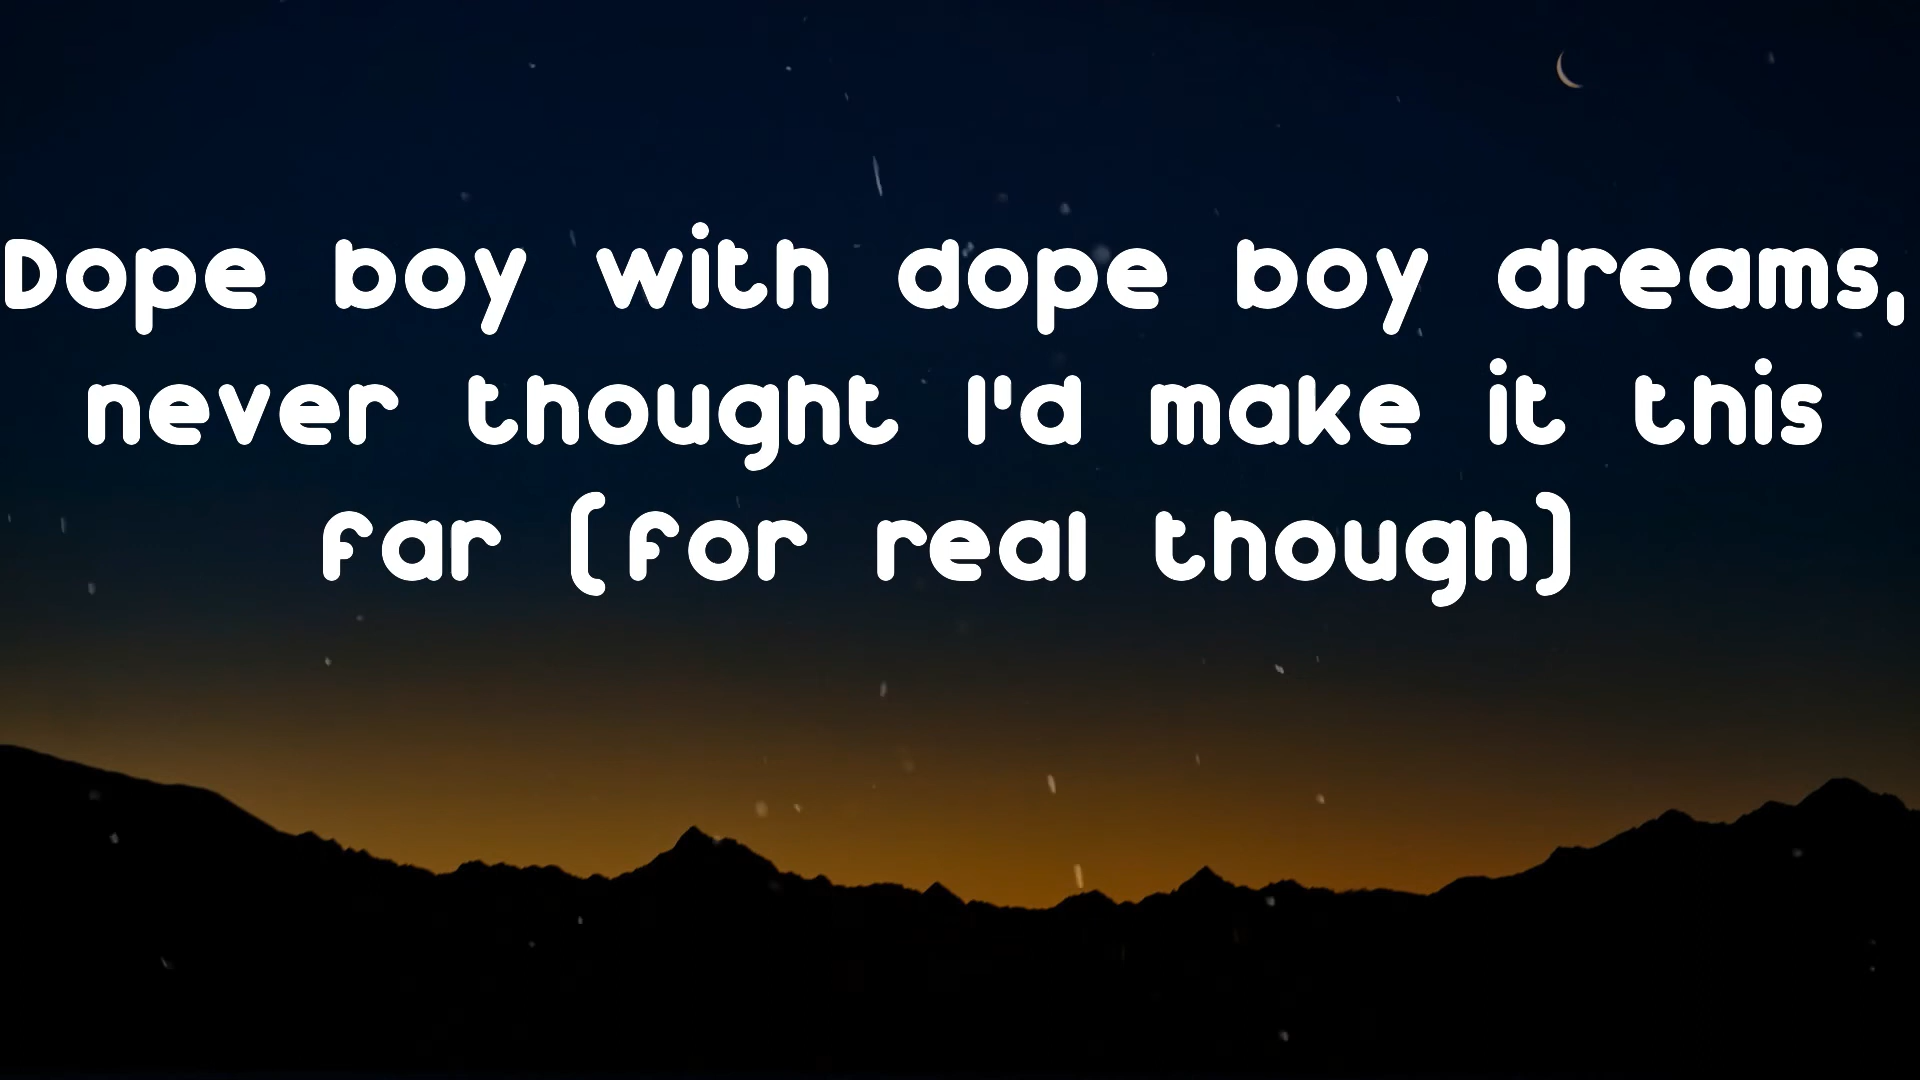 Dope boy with dope boy dreams,
never thought I'd make it this
far (for real though)